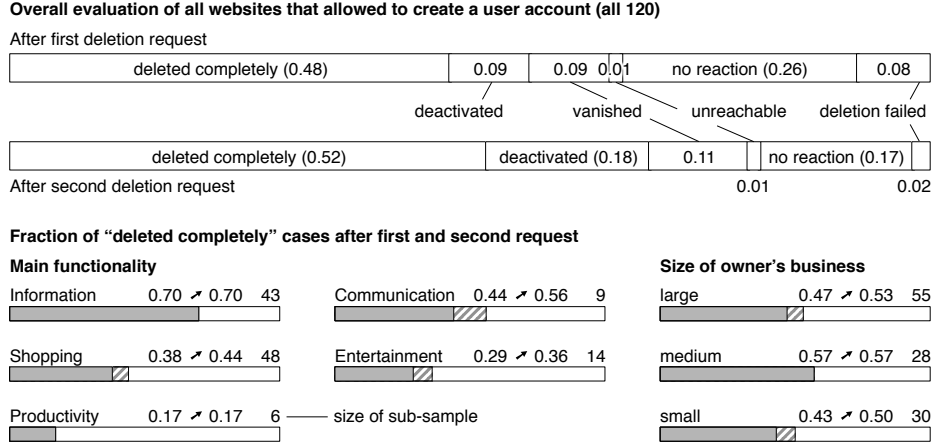 Overall evaluation of all websites that allowed to create a user account (all 120)
After first deletion request
deleted completely (0.48) 0.09 0.09 0.01 no reaction (0.26) 0.08
deactivated vanished unreachable deletion failed
deleted completely (0.52) deactivated (0.18) 0.11 no reaction (0.17)
After second deletion request 0.01 0.02
Fraction of “deleted completely” cases after first and second request
Main functionality Size of owner’s business
Information 0.70 ➚ 0.70 43 Communication 0.44 ➚ 0.56 9 large 0.47 ➚ 0.53 55
Shopping 0.38 ➚ 0.44 48 Entertainment 0.29 ➚ 0.36 14 medium 0.57 ➚ 0.57 28
Productivity 0.17 ➚ 0.17 6 size of sub-sample small 0.43 ➚ 0.50 30